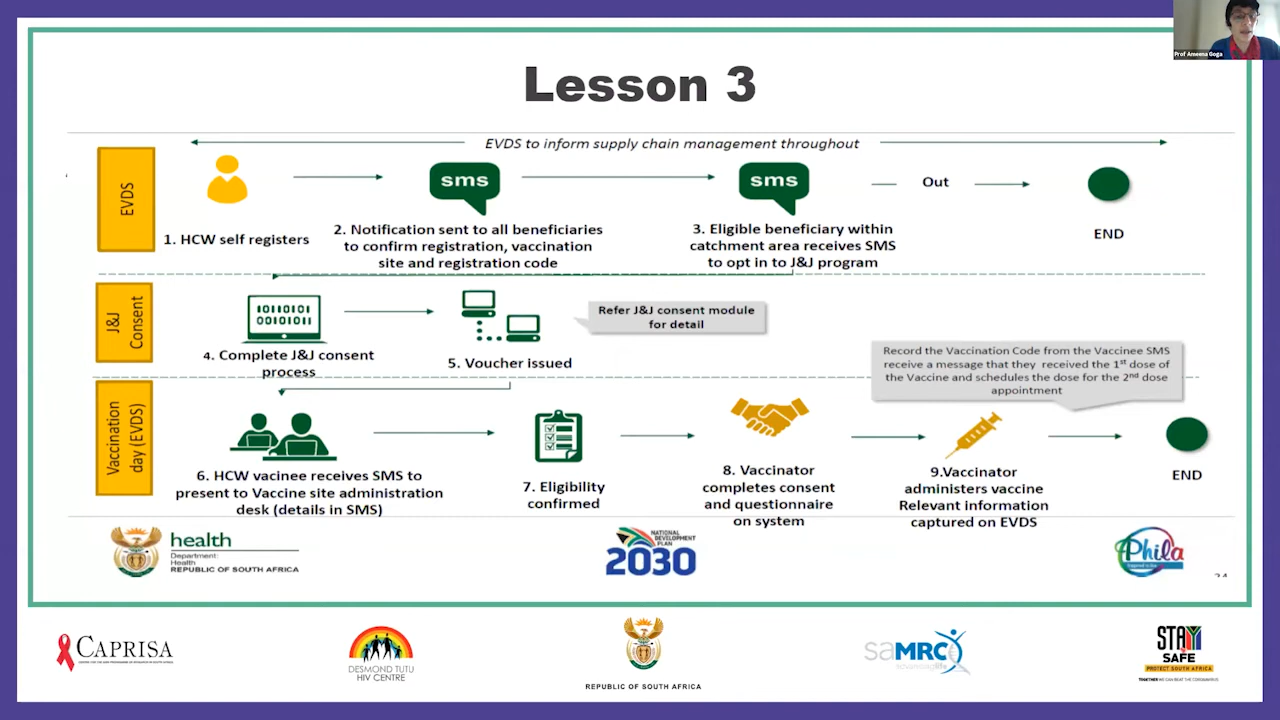 Prof Ameena Goga
Lesson 3
EVDS to inform supply chain management throughout
EVDS
sms
sms
Out
1. HCW self registers
2. Notification sent to all beneficiaries
to confirm registration, vaccination
site and registration code
3. Eligible beneficiary within
catchment area receives SMS
to opt in to J&J program
END
J&J
Consent
01011011
00101011.
4. Complete J&J consent
process
5. Voucher issued
Refer J&J consent module
for detail
Record the Vaccination Code from the Vaccinee SMS
receive a message that they received the 1st dose of
the Vaccine and schedules the dose for the 2nd dose
appointment
Vaccination
day (EVDS)
6. HCW vacinee receives SMS to
present to Vaccine site administration
desk (details in SMS)
7. Eligibility
confirmed
8. Vaccinator
completes consent
and questionnaire
on system
9.Vaccinator
administers vaccine
Relevant information
captured on EVDS
END
health
Department:
Health
REPUBLIC OF SOUTH AFRICA
NATIONAL
DEVELOPMENT
PLAN
2030
Phila
CAPRISA
DESMOND TUTU
HIV CENTRE
REPUBLIC OF SOUTH AFRICA
saMRC
STAY
SAFE
PROTECT SOUTH AFRICA
TOGETHER WE CAN BEAT THE CORONAVIRUS